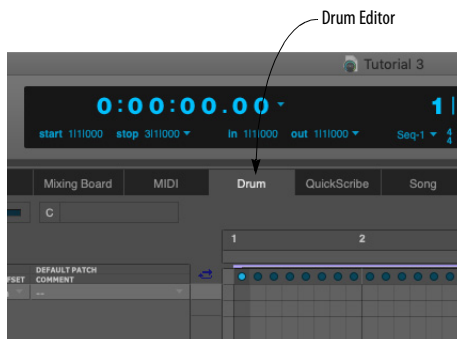 Drum Editor
Tutorial 3
0:00:00.00
1
start 1|1|000 stop 3|1|000 in 1|1|000 out 1|1|000 Seq-1 4
4
Mixing Board MIDI Drum QuickScribe Song
C
1 2
DEFAULT PATCH
FSET COMMENT
--